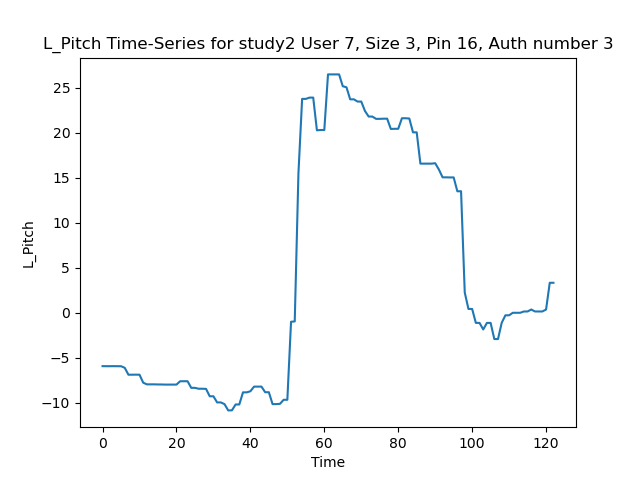 L_Pitch Time-Series for study2 User 7, Size 3, Pin 16, Auth number 3
25
20
15
10
5
0
−5
−10
L_Pitch
0 20 40 60 80 100 120
Time